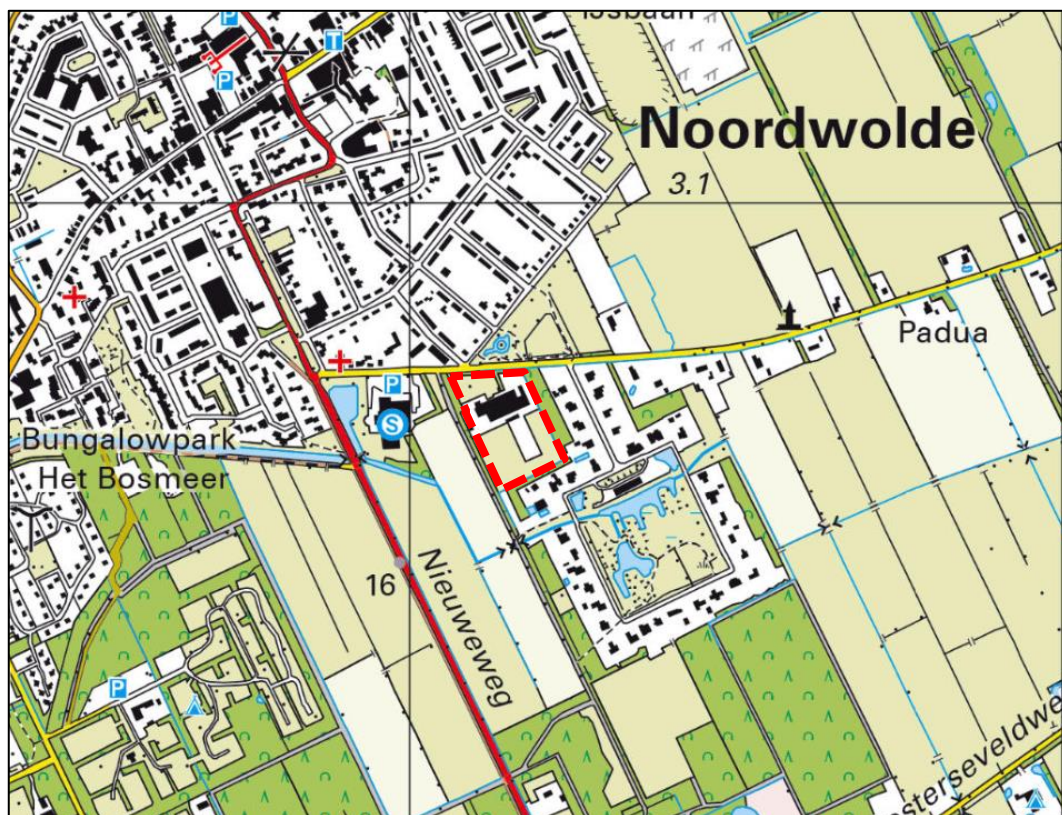 P
T
P
Noordwolde
3.1
P
S
Padua
Bungalowpark
Het Bosmeer
16
Nieuweweg
P